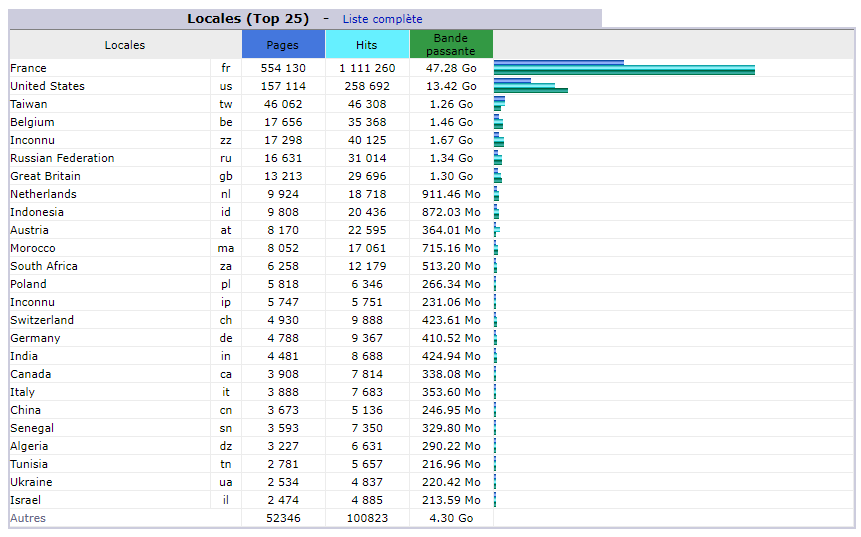 Locales (Top 25) - Liste complète
Locales Pages Hits Bande passante
France fr 554 130 1 111 260 47.28 Go
United States us 157 114 258 692 13.42 Go
Taiwan tw 46 062 46 308 1.26 Go
Belgium be 17 656 35 368 1.46 Go
Inconnu zz 17 298 40 125 1.67 Go
Russian Federation ru 16 631 31 014 1.34 Go
Great Britain gb 13 213 29 696 1.30 Go
Netherlands nl 9 924 18 718 911.46 Mo
Indonesia id 9 808 20 436 872.03 Mo
Austria at 8 170 22 595 364.01 Mo
Morocco ma 8 052 17 061 715.16 Mo
South Africa za 6 258 12 179 513.20 Mo
Poland pl 5 818 6 346 266.34 Mo
Inconnu ip 5 747 5 751 231.06 Mo
Switzerland ch 4 930 9 888 423.61 Mo
Germany de 4 788 9 367 410.52 Mo
India in 4 481 8 688 424.94 Mo
Canada ca 3 908 7 814 338.08 Mo
Italy it 3 888 7 683 353.60 Mo
China cn 3 673 5 136 246.95 Mo
Senegal sn 3 593 7 350 329.80 Mo
Algeria dz 3 227 6 631 290.22 Mo
Tunisia tn 2 781 5 657 216.96 Mo
Ukraine ua 2 534 4 837 220.42 Mo
Israel il 2 474 4 885 213.59 Mo
Autres 52346 100823 4.30 Go